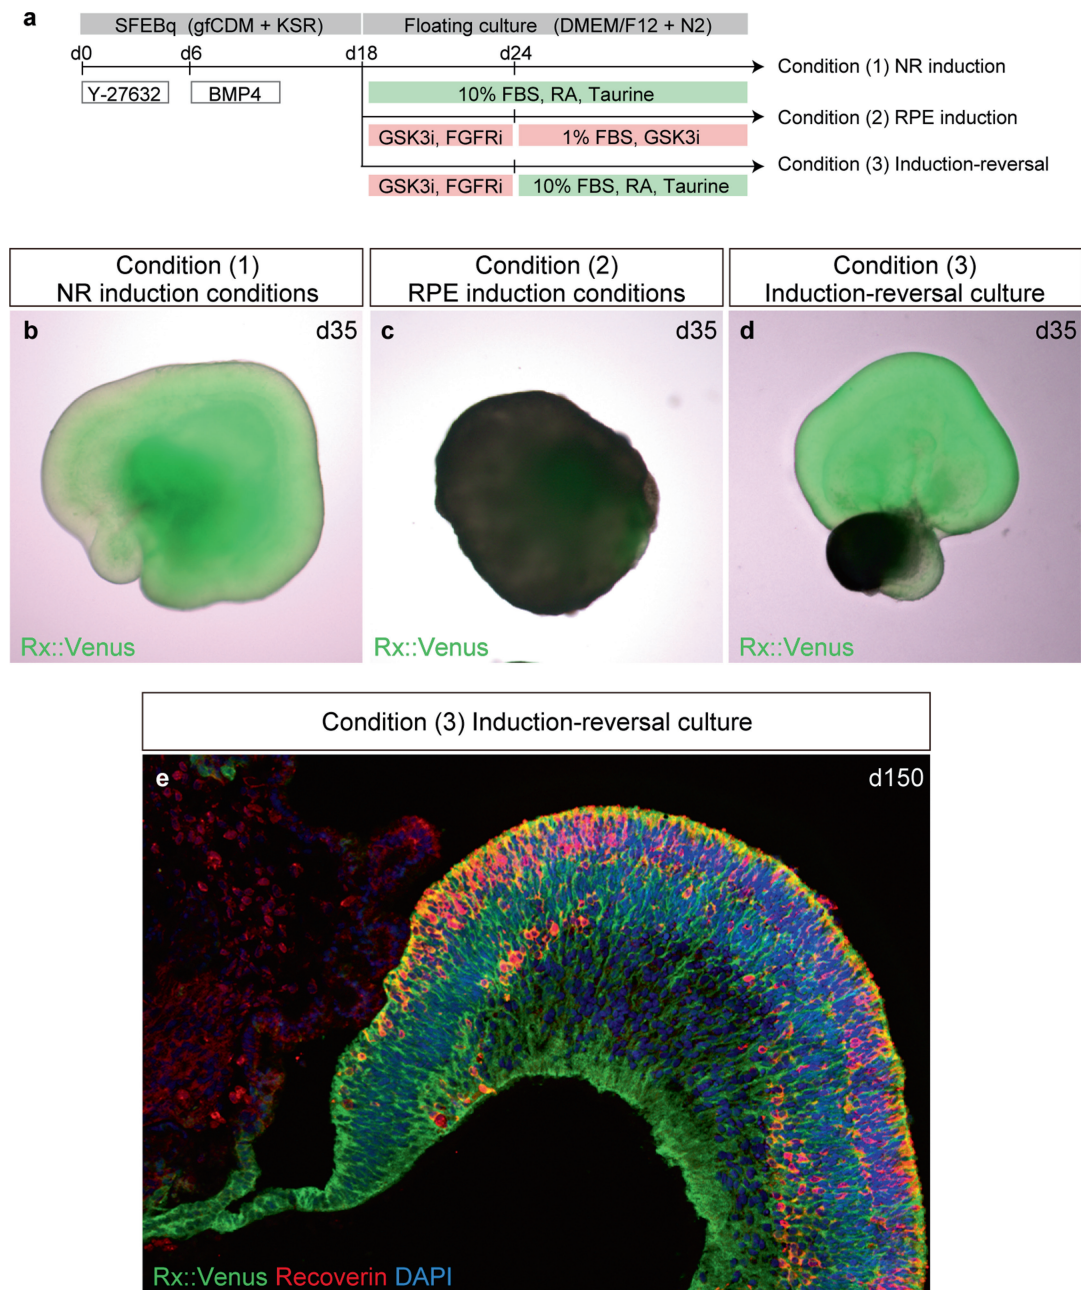 a
SFEBq (gfCDM + KSR)
Floating culture (DMEM/F12 + N2)
d0
d6
d18
d24
Condition (1) NR induction
Y-27632
BMP4
10% FBS, RA, Taurine
Condition (2) RPE induction
GSK3i, FGFRi
1% FBS, GSK3i
Condition (3) Induction-reversal
GSK3i, FGFRi
10% FBS, RA, Taurine
Condition (1)
NR induction conditions
Condition (2)
RPE induction conditions
Condition (3)
Induction-reversal culture
b
d35
Rx::Venus
c
d35
Rx::Venus
d
d35
Rx::Venus
Condition (3) Induction-reversal culture
e
d150
Rx::Venus Recoverin DAPI